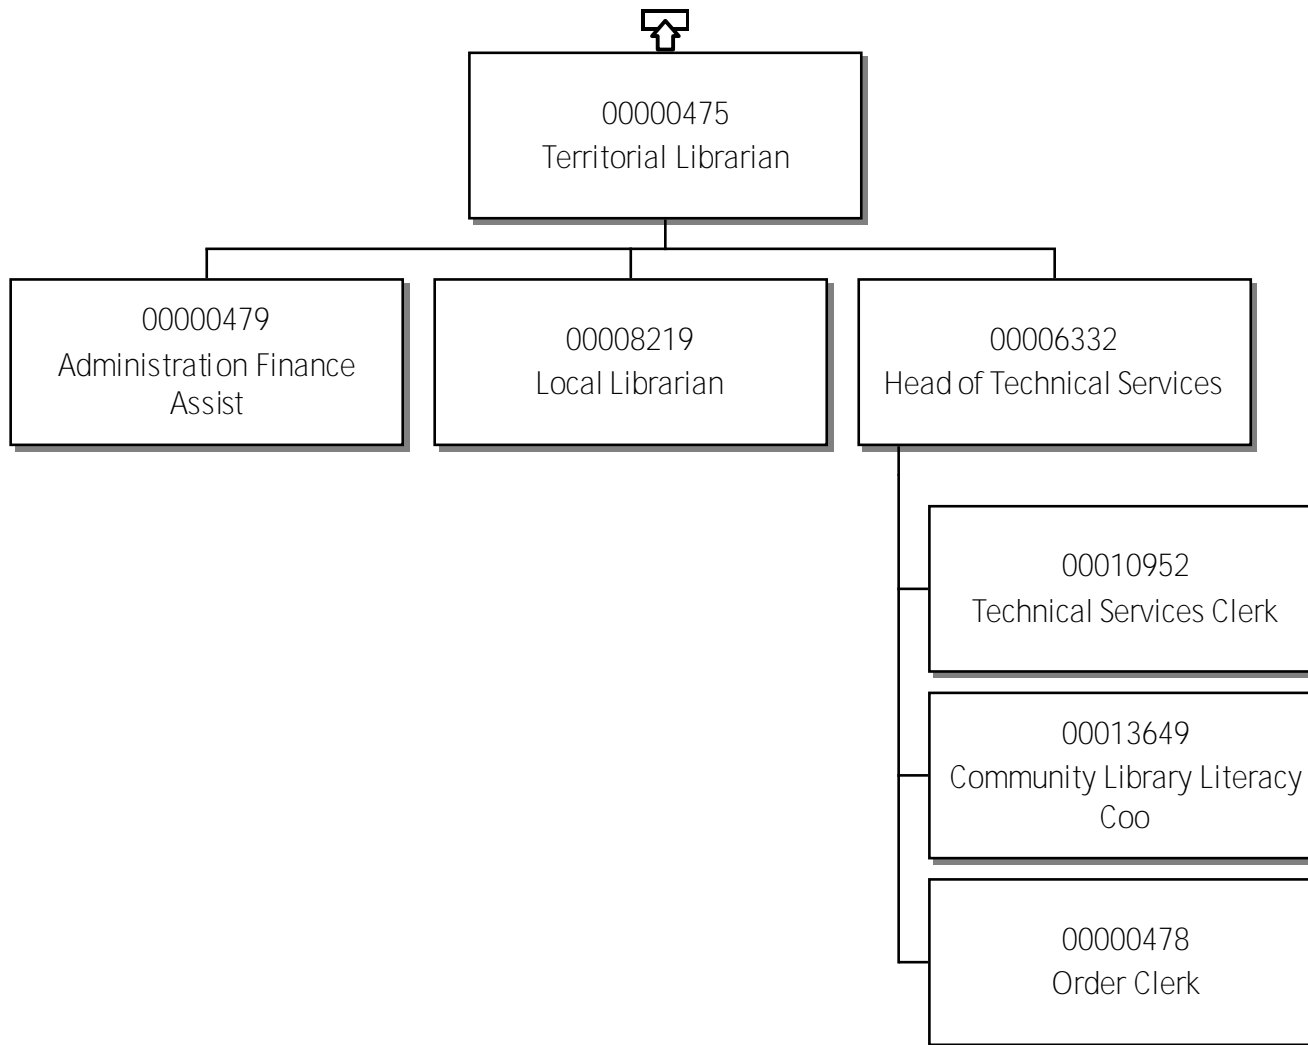 00000475
Territorial Librarian
00000479
Administration Finance
Assist
00008219
Local Librarian
00006332
Head of Technical Services
00010952
Technical Services Clerk
00013649
Community Library Literacy
Coo
00000478
Order Clerk